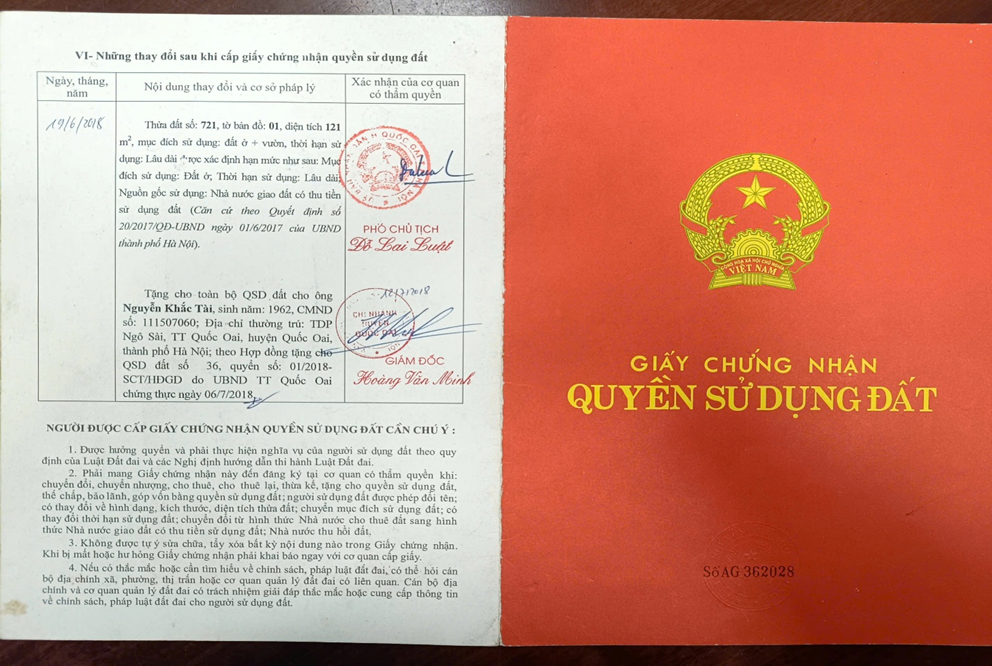 VI- Những thay đổi sau khi cấp giấy chứng nhận quyền sử dụng đất
Ngày, tháng, năm
Nội dung thay đổi và cơ sở pháp lý
Xác nhận của cơ quan có thẩm quyền
19/6/2018
Thửa đất số: 721, tờ bản đồ: 01, diện tích 121
m², mục đích sử dụng: đất ở + vườn, thời hạn sử
dụng: Lâu dài được xác định hạn mức như sau: Mục
đích sử dụng: Đất ở; Thời hạn sử dụng: Lâu dài;
Nguồn gốc sử dụng: Nhà nước giao đất có thu tiền
sử dụng đất (Căn cứ theo Quyết định số
20/2017/QĐ-UBND ngày 01/6/2017 của UBND
thành phố Hà Nội).
PHÓ CHỦ TỊCH
Đỗ Lai Luật
Tặng cho toàn bộ QSD đất cho ông
Nguyễn Khắc Tài, sinh năm: 1962, CMND
số: 111507060; Địa chỉ thường trú: TDP
Ngô Sài, TT Quốc Oai, huyện Quốc Oai,
thành phố Hà Nội; theo Hợp đồng tặng cho
QSD đất số 36, quyển số: 01/2018-
SCT/HĐGD do UBND TT Quốc Oai
chứng thực ngày 06/7/2018
12/7/2018
CHI NHÁNH
HUYỆN
QUỐC OAI
GIÁM ĐỐC
Hoàng Văn Minh
NGƯỜI ĐƯỢC CẤP GIẤY CHỨNG NHẬN QUYỀN SỬ DỤNG ĐẤT CẦN CHÚ Ý :
1. Được hưởng quyền và phải thực hiện nghĩa vụ của người sử dụng đất theo quy
định của Luật Đất đai và các Nghị định hướng dẫn thi hành Luật Đất đai.
2. Phải mang Giấy chứng nhận này đến đăng ký tại cơ quan có thẩm quyền khi:
chuyển đổi, chuyển nhượng, cho thuê, cho thuê lại, thừa kế, tặng cho quyền sử dụng đất,
thế chấp, bảo lãnh, góp vốn bằng quyền sử dụng đất; người sử dụng đất được phép đổi tên;
có thay đổi về hình dạng, kích thước, diện tích thửa đất; chuyển mục đích sử dụng đất; có
thay đổi thời hạn sử dụng đất; chuyển đổi từ hình thức Nhà nước cho thuê đất sang hình
thức Nhà nước giao đất có thu tiền sử dụng đất; Nhà nước thu hồi đất.
3. Không được tự ý sửa chữa, tẩy xóa bất kỳ nội dung nào trong Giấy chứng nhận.
Khi bị mất hoặc hư hỏng Giấy chứng nhận phải khai báo ngay với cơ quan cấp giấy.
4. Nếu có thắc mắc hoặc cần tìm hiểu về chính sách, pháp luật đất đai, có thể hỏi cán
bộ địa chính xã, phường, thị trấn hoặc cơ quan quản lý đất đai có liên quan. Cán bộ địa
chính và cơ quan quản lý đất đai có trách nhiệm giải đáp thắc mắc hoặc cung cấp thông tin
về chính sách, pháp luật đất đai cho người sử dụng đất.
CỘNG HÒA XÃ HỘI CHỦ NGHĨA
VIỆT NAM
GIẤY CHỨNG NHẬN
QUYỀN SỬ DỤNG ĐẤT
Số AG 362028